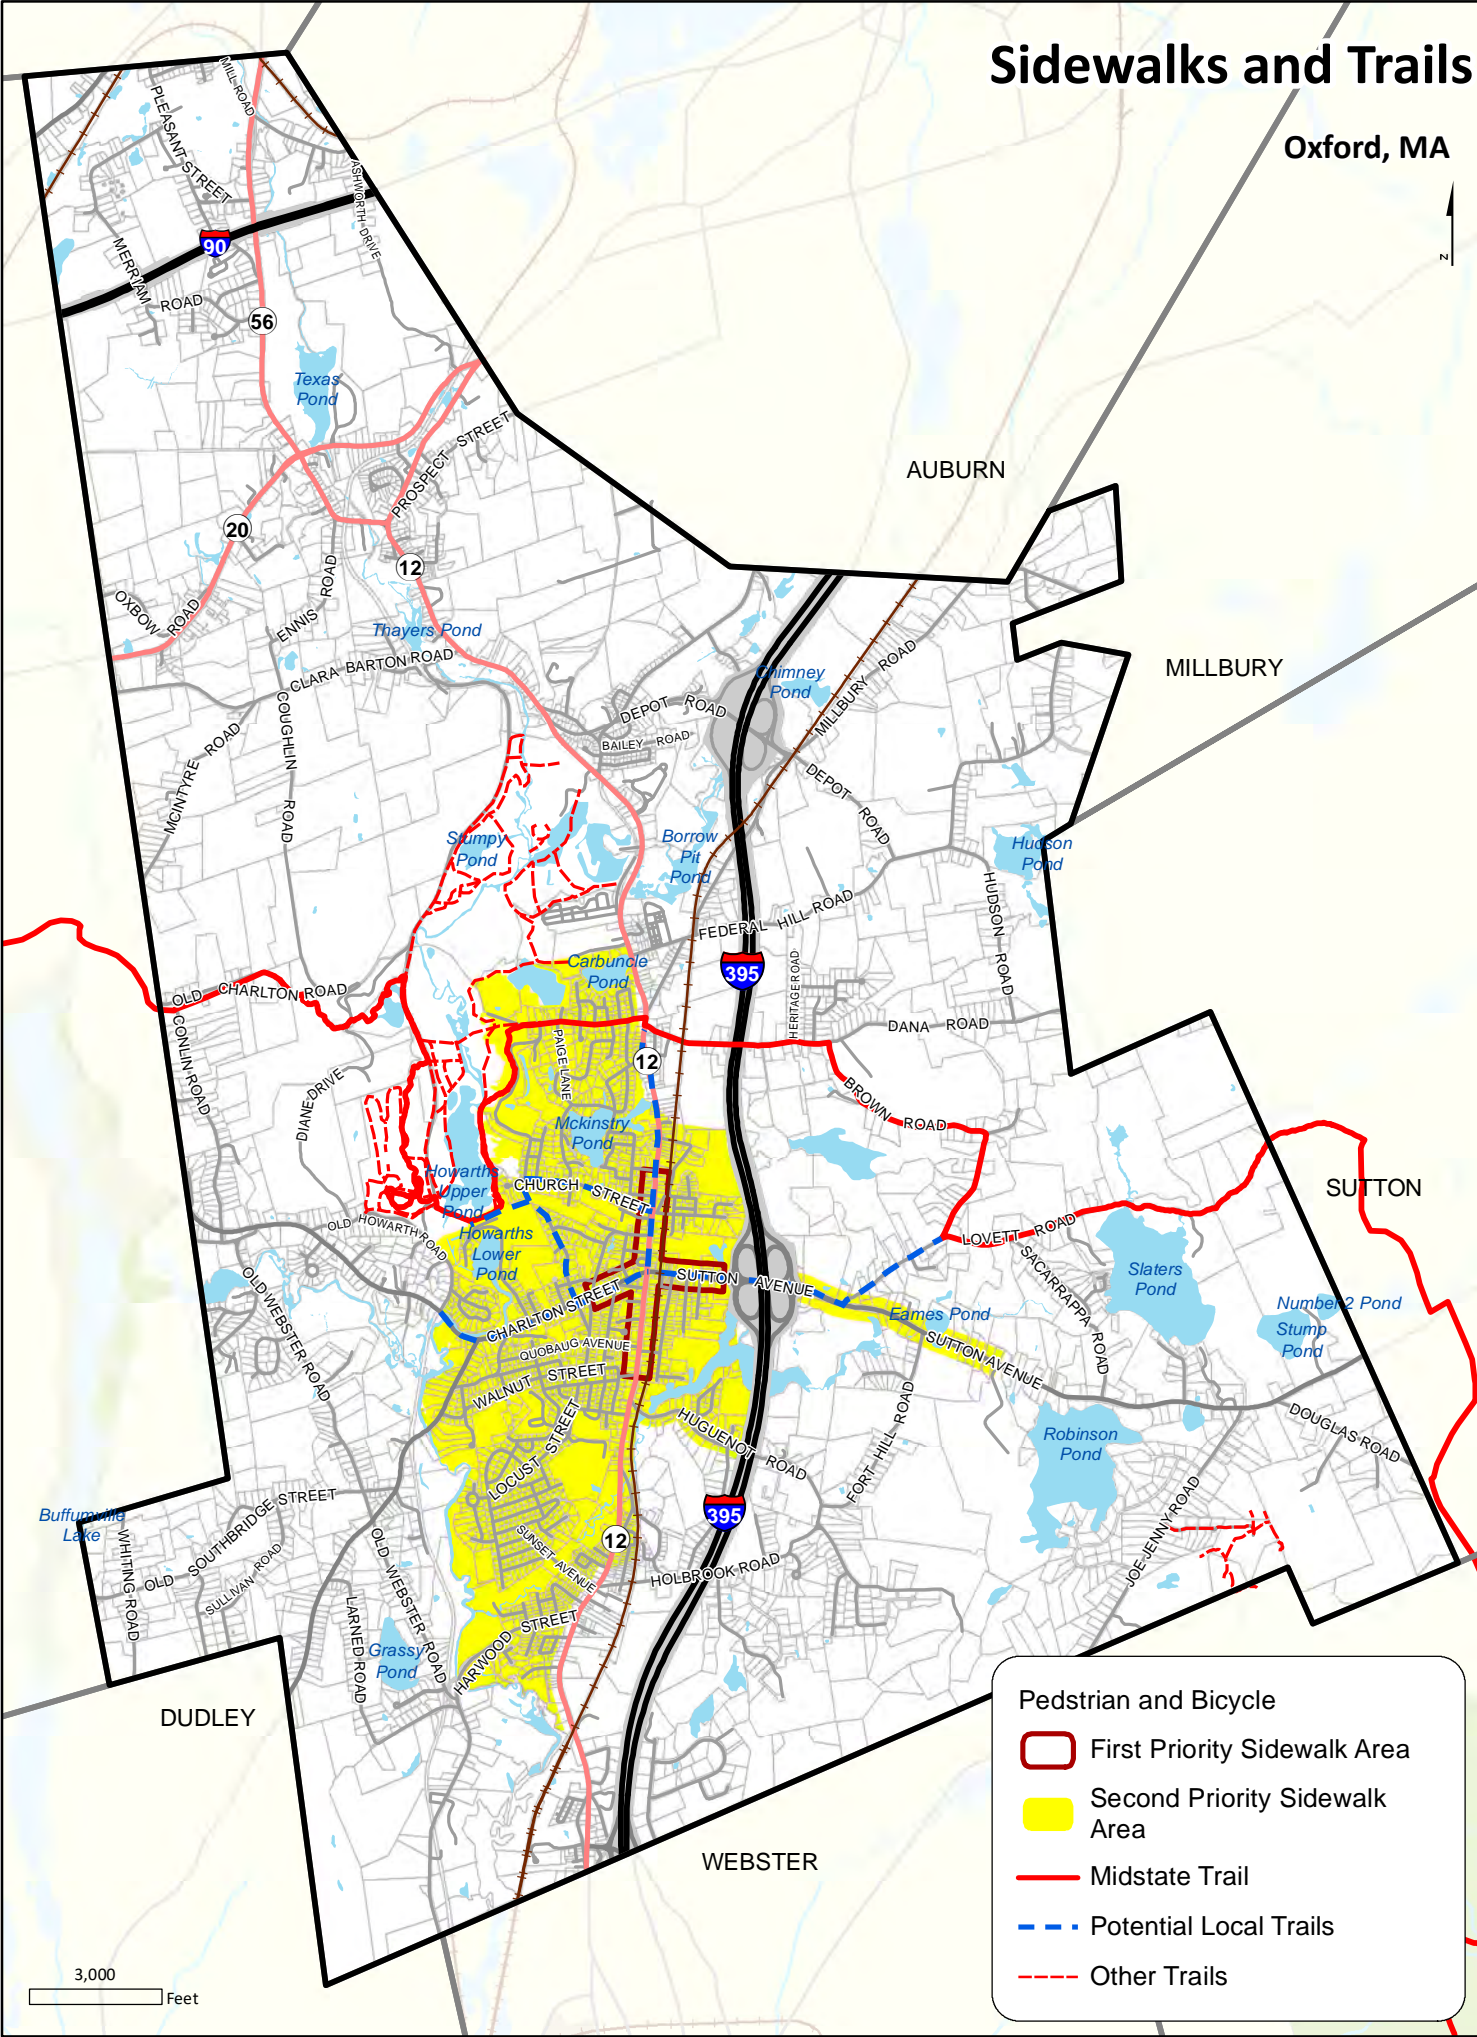 Sidewalks and Trails
Oxford, MA
N
MILL ROAD
PLEASANT STREET
ASHWORTH DRIVE
90
MERRIAM ROAD
56
Texas
Pond
PROSPECT STREET
AUBURN
20
12
OXBOW ROAD
ENNIS ROAD
Thayers Pond
CLARA BARTON ROAD
MILLBURY
Chimney
Pond
MILLBURY ROAD
DEPOT ROAD
BAILEY ROAD
COUGHLIN ROAD
MCINTYRE ROAD
DEPOT ROAD
Stumpy
Pond
Borrow
Pit
Pond
Hudson
Pond
HUDSON ROAD
FEDERAL HILL ROAD
Carbuncle
Pond
395
OLD CHARLTON ROAD
HERITAGE ROAD
DANA ROAD
CONLIN ROAD
PAIGE LANE
12
DIANE DRIVE
BROWN ROAD
Mckinstry
Pond
Howarths
Upper
Pond
CHURCH STREET
SUTTON
OLD HOWARTH ROAD
Howarths
Lower
Pond
LOVETT ROAD
SACARRAPPA ROAD
Slaters
Pond
OLD WEBSTER ROAD
SUTTON AVENUE
Eames Pond
Number 2 Pond
Stump
Pond
CHARLTON STREET
QUOBAUG AVENUE
SUTTON AVENUE
WALNUT STREET
LOCUST STREET
HUGUENOT ROAD
FORT HILL ROAD
Robinson
Pond
DOUGLAS ROAD
Buffumville
Lake
OLD SOUTHBRIDGE STREET
395
WHITING ROAD
SULLIVAN ROAD
OLD WEBSTER ROAD
SUNSET AVENUE
12
HOLBROOK ROAD
JOE JENNY ROAD
LARNED ROAD
Grassy
Pond
HARWOOD STREET
DUDLEY
WEBSTER
Pedstrian and Bicycle
First Priority Sidewalk Area
Second Priority Sidewalk
Area
Midstate Trail
Potential Local Trails
Other Trails
3,000
Feet